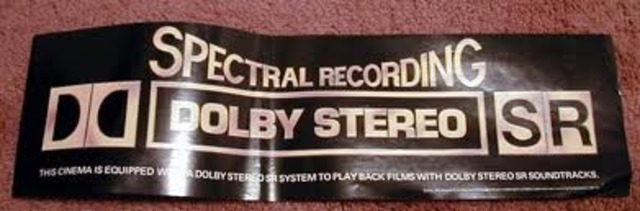 SPECTRAL RECORDING
DOLBY STEREO SR
THIS CINEMA IS EQUIPPED WITH A DOLBY STEREO SR SYSTEM TO PLAY BACK FILMS WITH DOLBY STEREO SR SOUNDTRACKS.